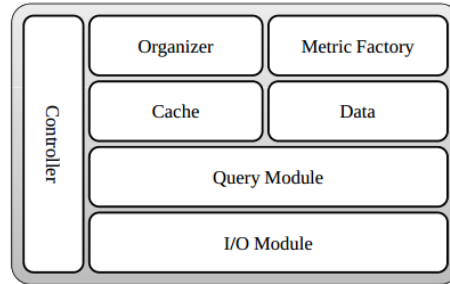 Controller
Organizer
Metric Factory
Cache
Data
Query Module
I/O Module